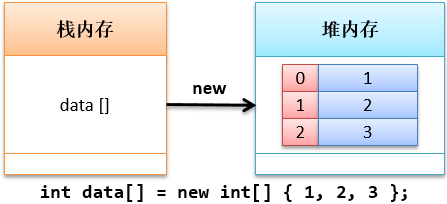 栈内存
堆内存
data []
new
0 1
1 2
2 3
int data[] = new int[] { 1, 2, 3 };